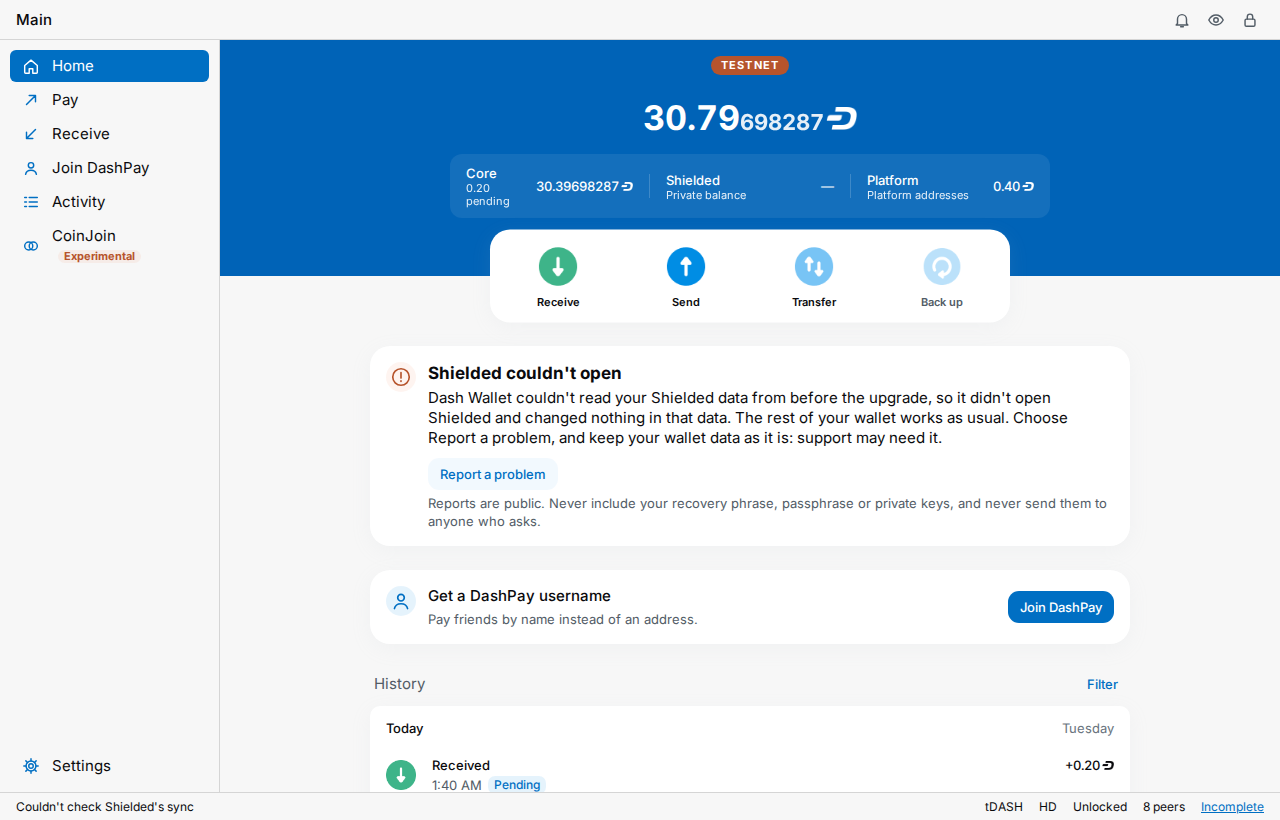 Main
Home
Pay
Receive
Join DashPay
Activity
CoinJoin
Experimental
Settings
TESTNET
30.79698287
Core
0.20
pending
30.39698287
Shielded
Private balance
—
Platform
Platform addresses
0.40
Receive
Send
Transfer
Back up
Shielded couldn't open
Dash Wallet couldn't read your Shielded data from before the upgrade, so it didn't open
Shielded and changed nothing in that data. The rest of your wallet works as usual. Choose
Report a problem, and keep your wallet data as it is: support may need it.
Report a problem
Reports are public. Never include your recovery phrase, passphrase or private keys, and never send them to
anyone who asks.
Get a DashPay username
Pay friends by name instead of an address.
Join DashPay
History
Filter
Today
Tuesday
Received
+0.20
1:40 AM Pending
Couldn't check Shielded's sync
tDASH HD Unlocked 8 peers Incomplete